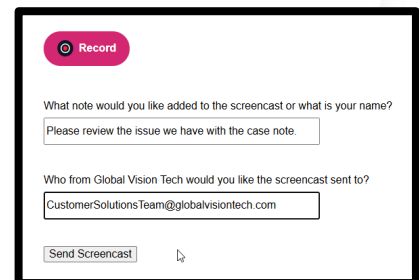 Record
What note would you like added to the screencast or what is your name?
Please review the issue we have with the case note.
Who from Global Vision Tech would you like the screencast sent to?
CustomerSolutionsTeam@globalvisiontech.com
Send Screencast